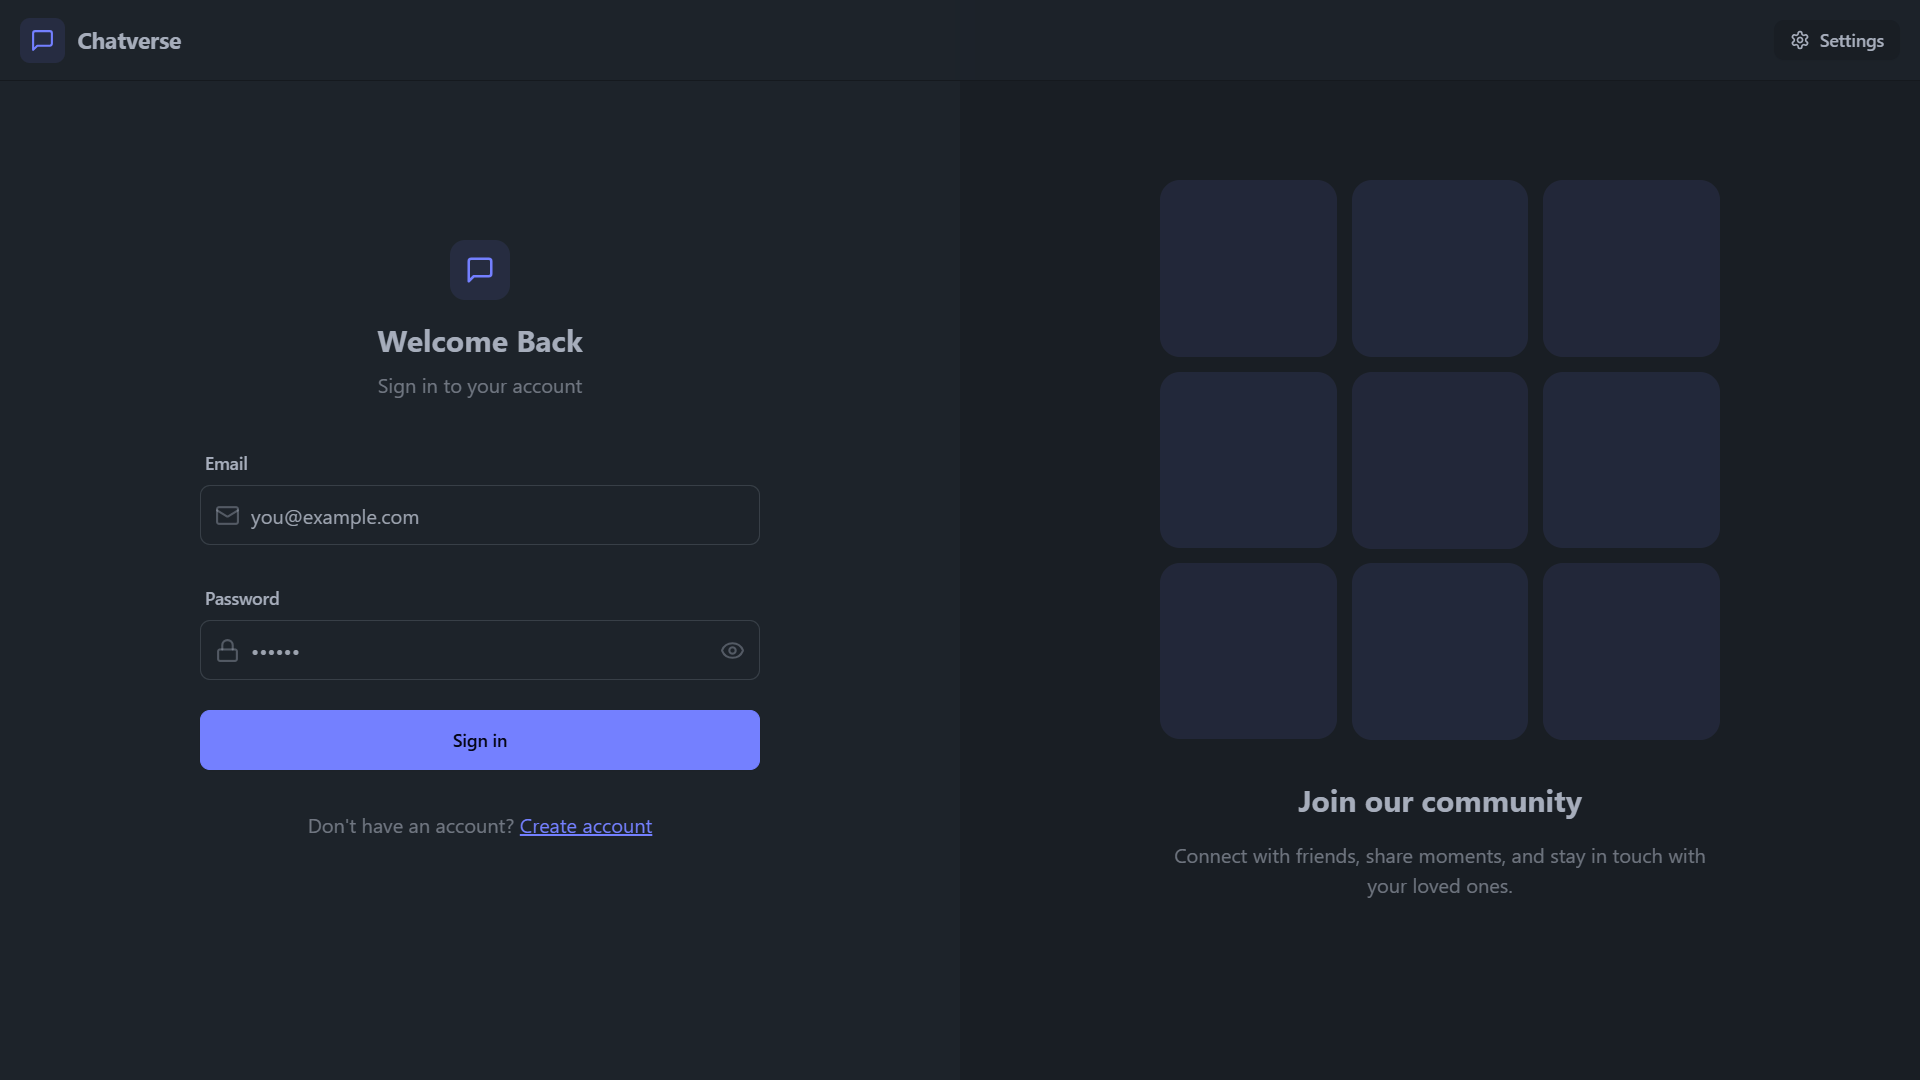 Chatverse
Settings
Welcome Back
Sign in to your account
Email
you@example.com
Password
••••••
Sign in
Don't have an account? Create account
Join our community
Connect with friends, share moments, and stay in touch with
your loved ones.